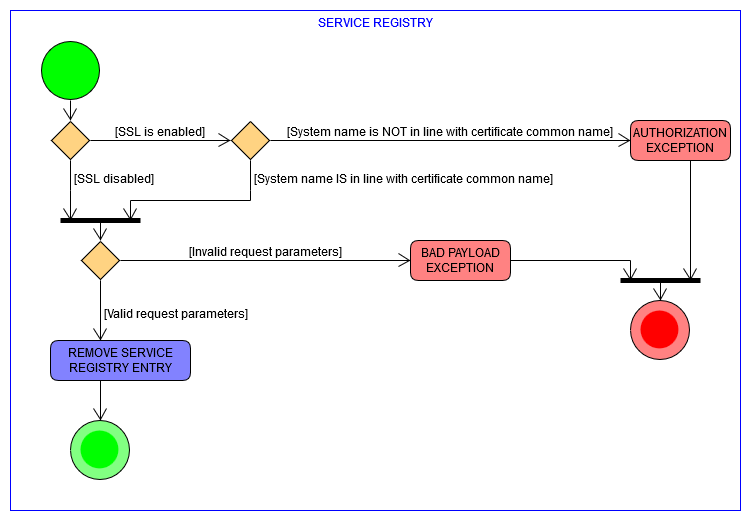 SERVICE REGISTRY
[SSL is enabled]
[System name is NOT in line with certificate common name]
AUTHORIZATION
EXCEPTION
[SSL disabled]
[System name IS in line with certificate common name]
[Invalid request parameters]
BAD PAYLOAD
EXCEPTION
[Valid request parameters]
REMOVE SERVICE
REGISTRY ENTRY